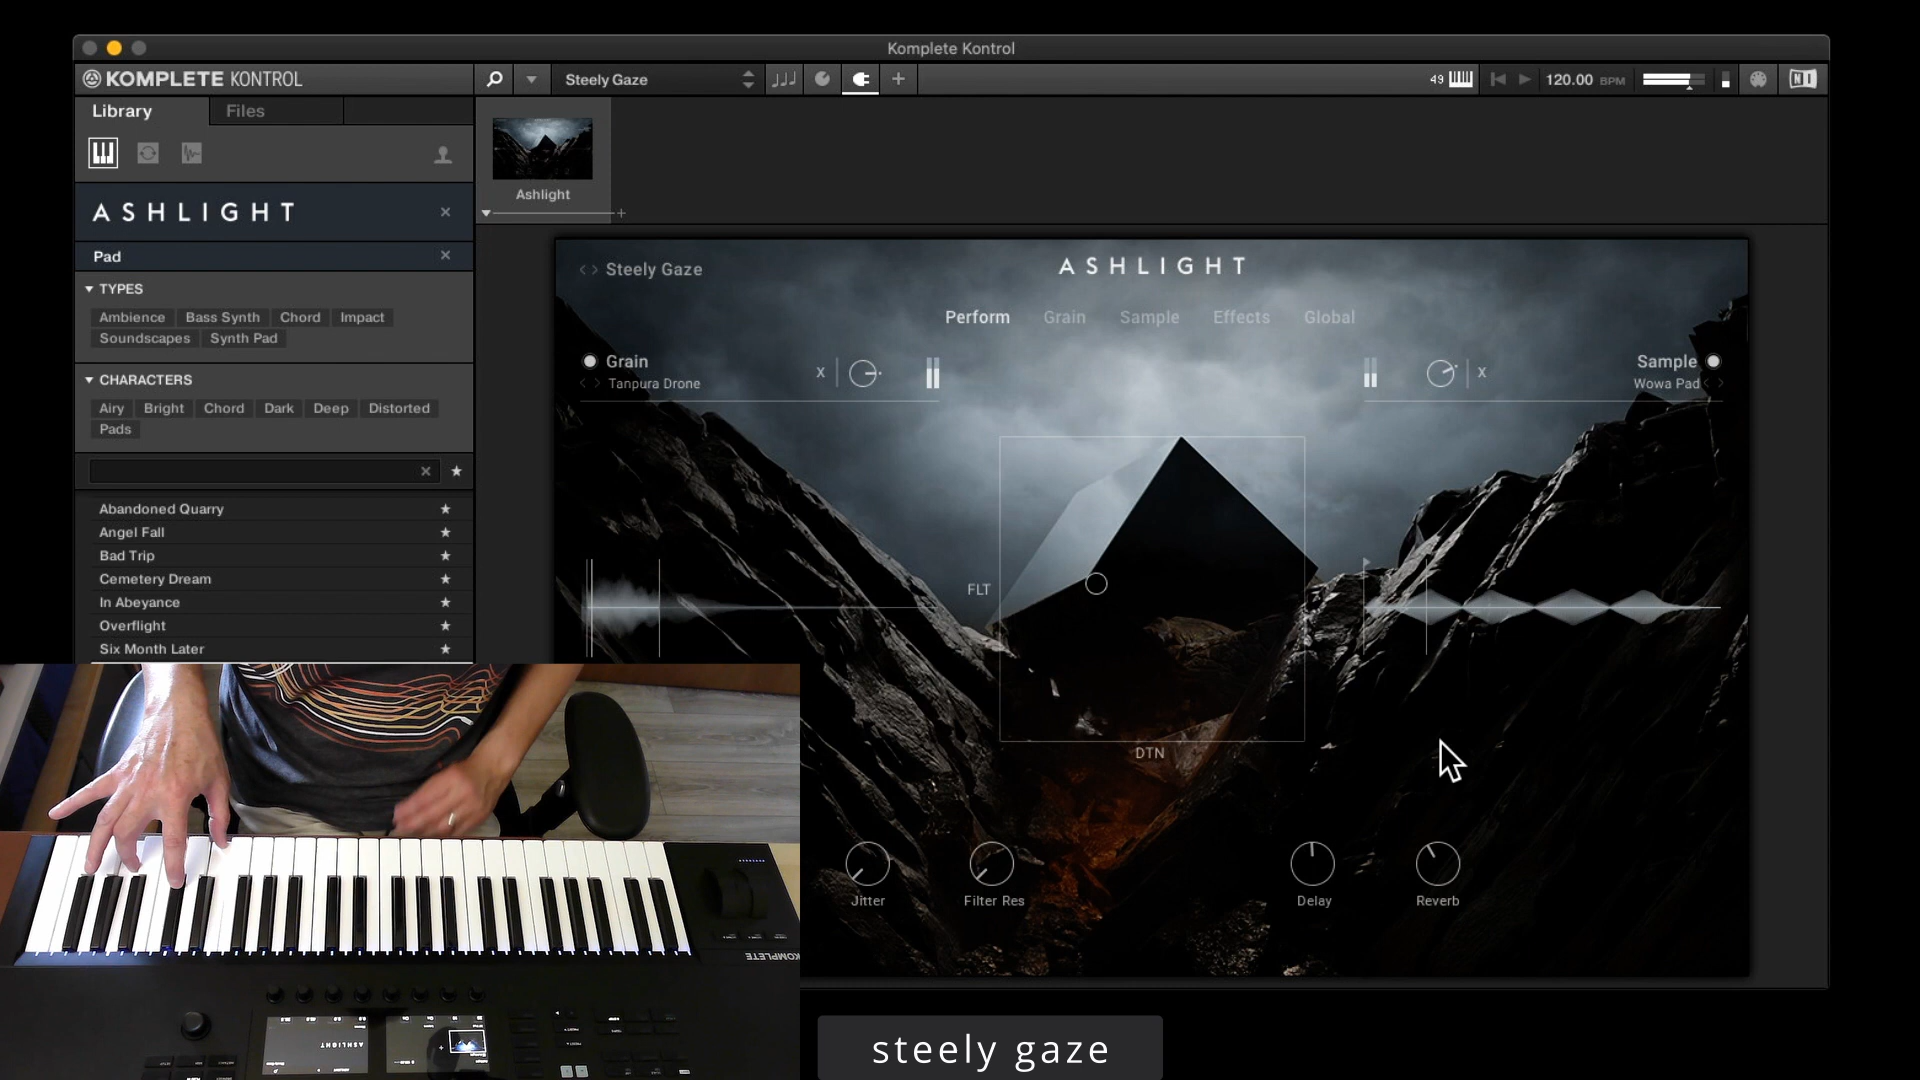 Komplete Kontrol
KOMPLETE KONTROL
Steely Gaze
49
120.00 BPM
Library
Files
Ashlight
ASHLIGHT
Pad
TYPES
Ambience Bass Synth Chord Impact
Soundscapes Synth Pad
CHARACTERS
Airy Bright Chord Dark Deep Distorted
Pads
Abandoned Quarry
Angel Fall
Bad Trip
Cemetery Dream
In Abeyance
Overflight
Six Month Later
Steely Gaze
ASHLIGHT
Perform Grain Sample Effects Global
Grain
Tanpura Drone
X
X
Sample
Wowa Pad
FLT
DTN
Jitter
Filter Res
Delay
Reverb
KOMPLETE
ASHLIGHT
steely gaze